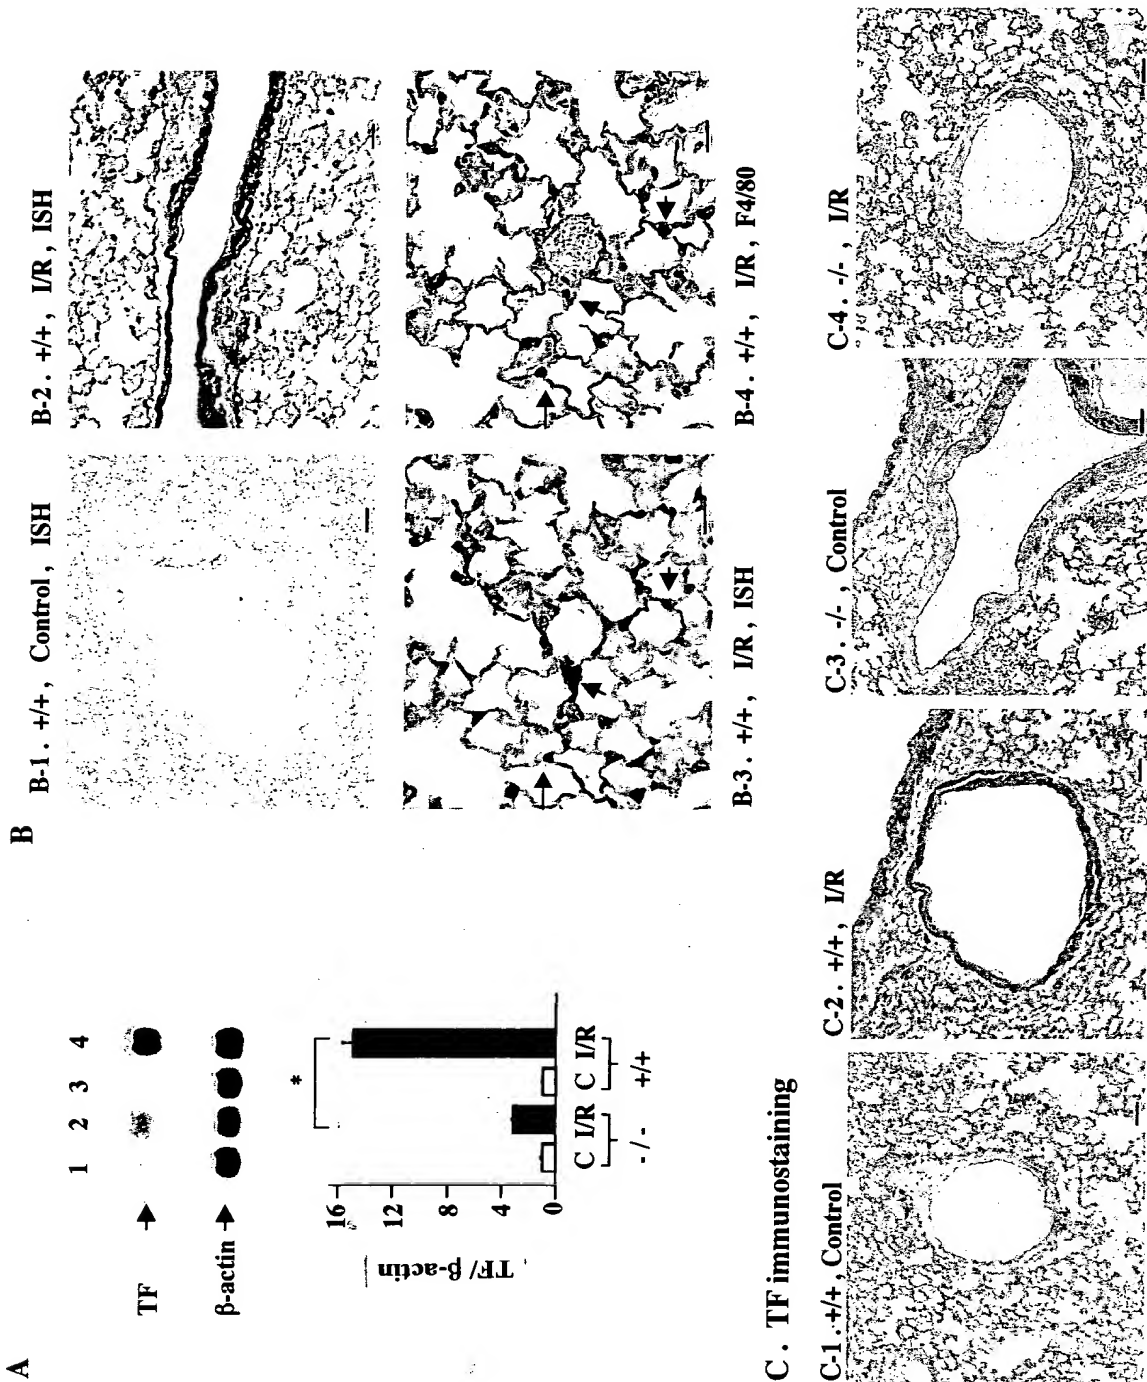 A
1 2 3 4
TF →
β-actin →
TF/ β-actin
16
12
8
4
0
*
C I/R C I/R
-/- +/+
B
B-1. +/+, Control, ISH
B-2. +/+, I/R, ISH
B-3. +/+, I/R, ISH
B-4. +/+, I/R, F4/80
C. TF immunostaining
C-1. +/+, Control
C-2. +/+, I/R
C-3. -/-, Control
C-4. -/-, I/R